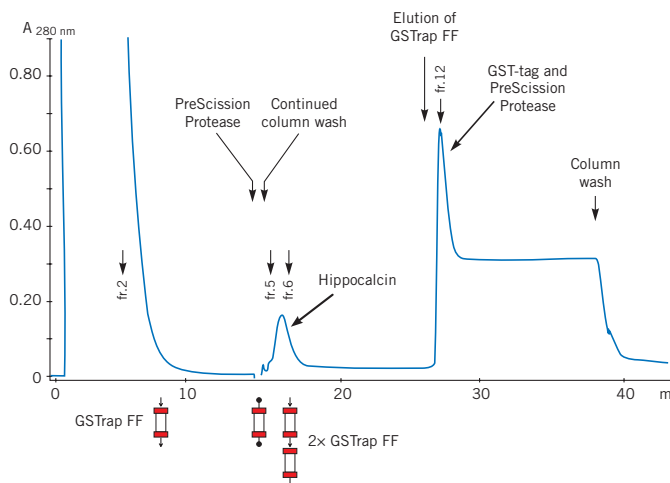 A 280 nm
0.80
0.60
0.40
0.20
0
0
10
20
30
40
fr.2
PreScission
Protease
Continued
column wash
fr.5
fr.6
Hippocalcin
Elution of
GSTrap FF
fr.12
GST-tag and
PreScission
Protease
Column
wash
GSTrap FF
2× GSTrap FF